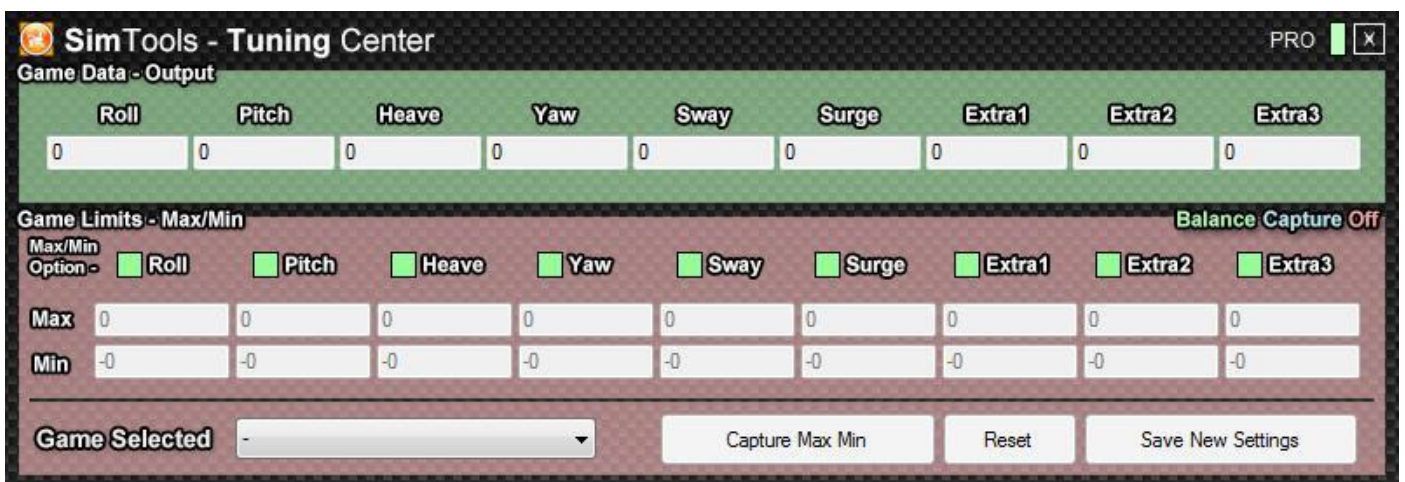 SimTools - Tuning Center PRO X
Game Data - Output
Roll Pitch Heave Yaw Sway Surge Extra1 Extra2 Extra3
0 0 0 0 0 0 0 0 0
Game Limits - Max/Min Balance Capture Off
Max/Min
Option - Roll Pitch Heave Yaw Sway Surge Extra1 Extra2 Extra3
Max 0 0 0 0 0 0 0 0 0
Min -0 -0 -0 -0 -0 -0 -0 -0 -0
Game Selected - Capture Max Min Reset Save New Settings